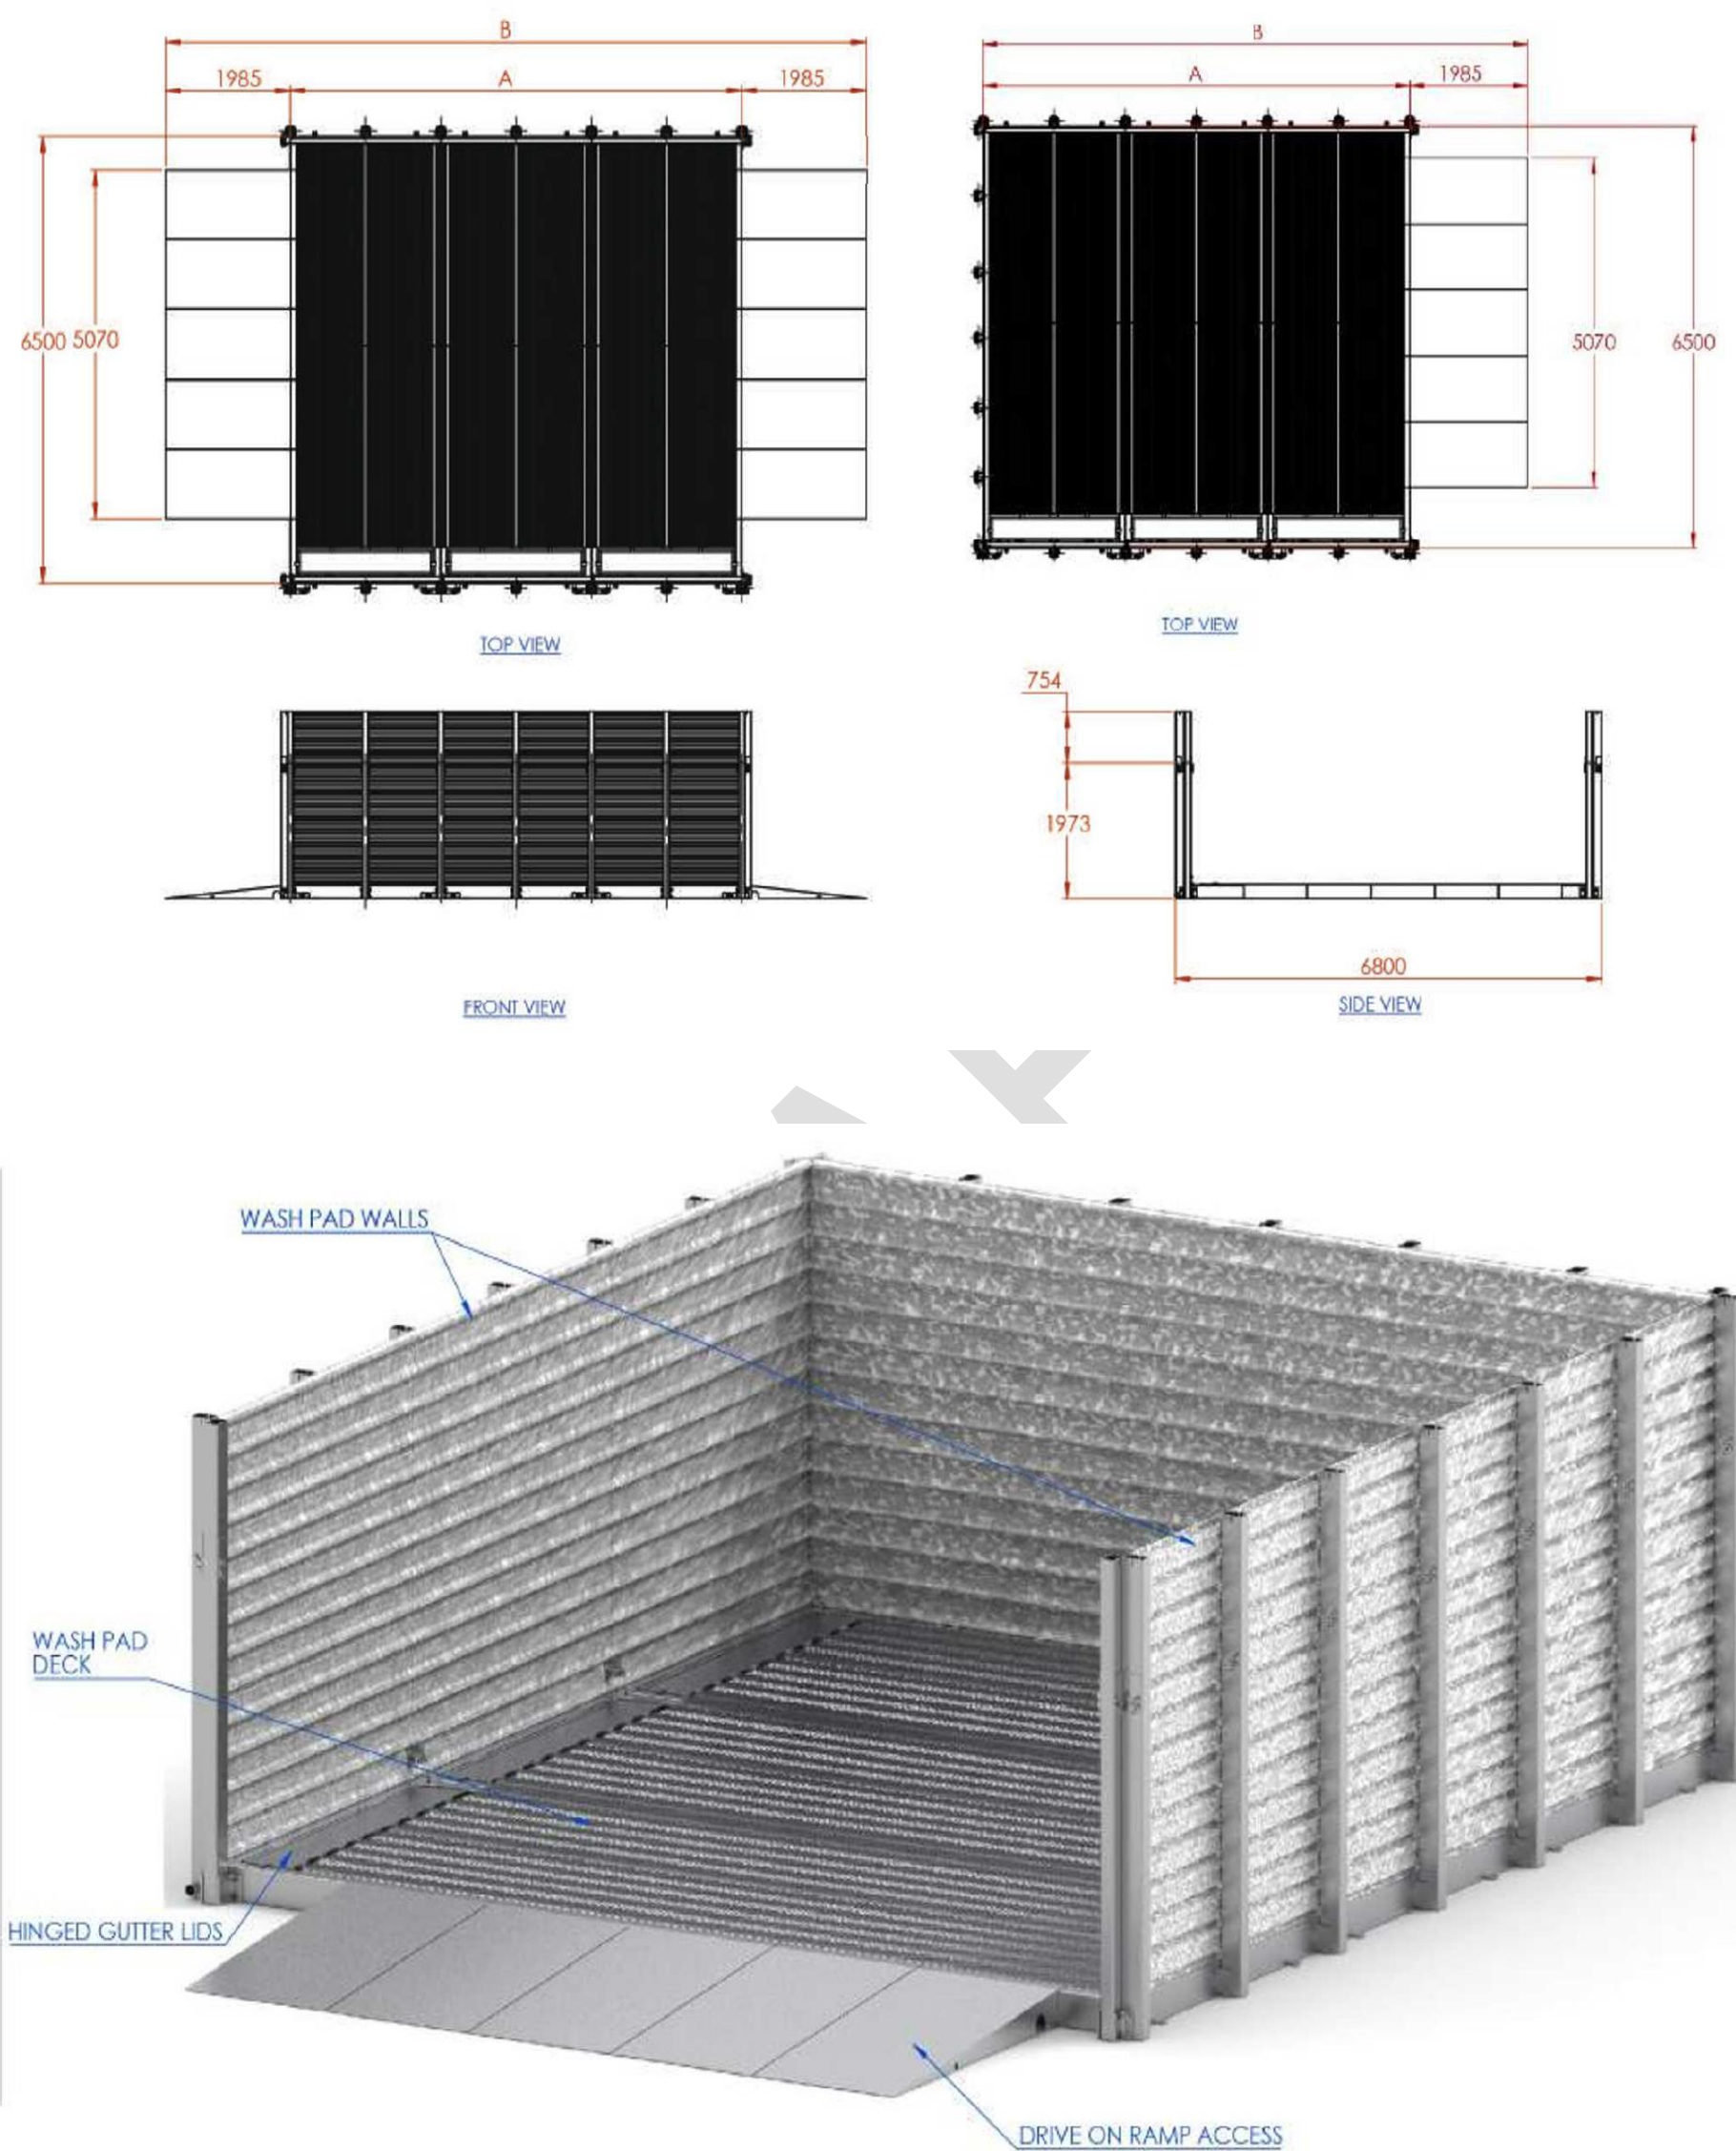 B
1985
A
1985
6500
5070
TOP VIEW
B
A
1985
5070
6500
TOP VIEW
FRONT VIEW
754
1973
6800
SIDE VIEW
WASH PAD WALLS
WASH PAD
DECK
HINGED GUTTER LIDS
DRIVE ON RAMP ACCESS